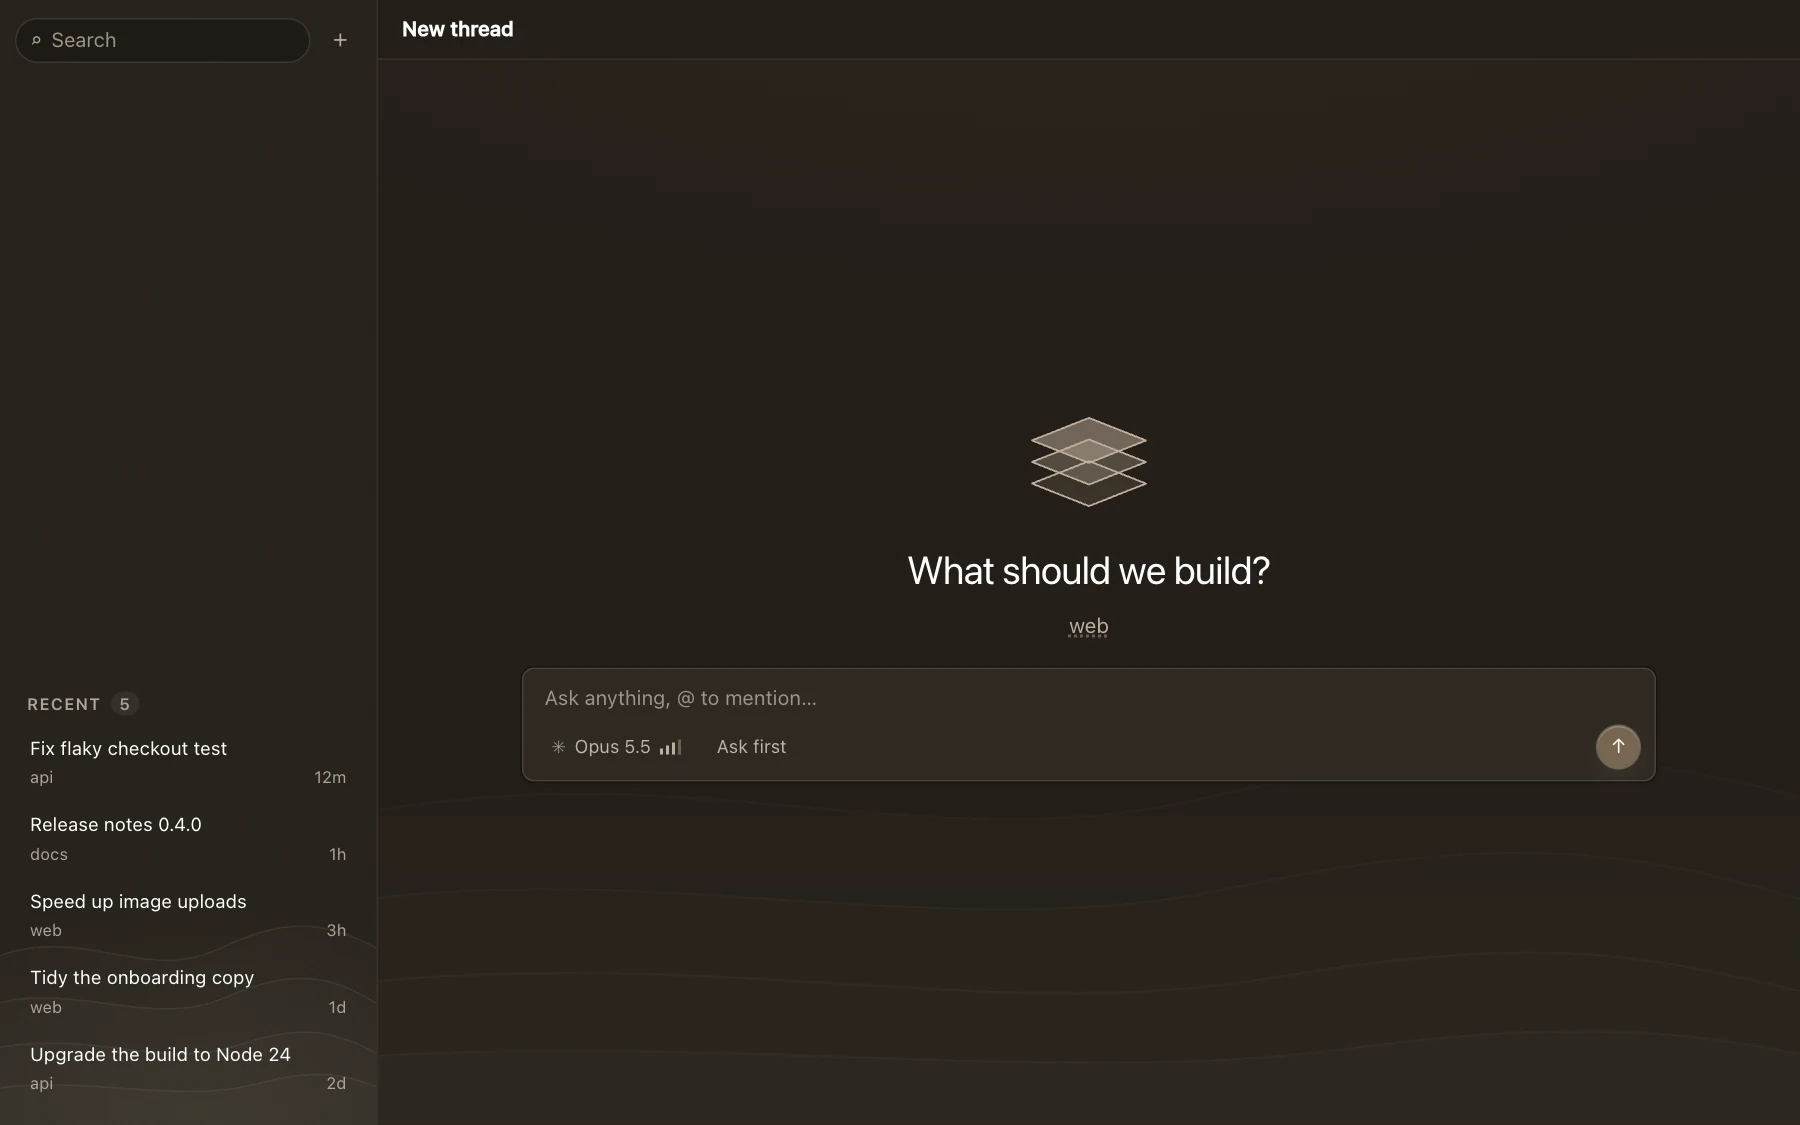 Search
+
New thread
What should we build?
web
Ask anything, @ to mention...
Opus 5.5
Ask first
RECENT 5
Fix flaky checkout test
api 12m
Release notes 0.4.0
docs 1h
Speed up image uploads
web 3h
Tidy the onboarding copy
web 1d
Upgrade the build to Node 24
api 2d